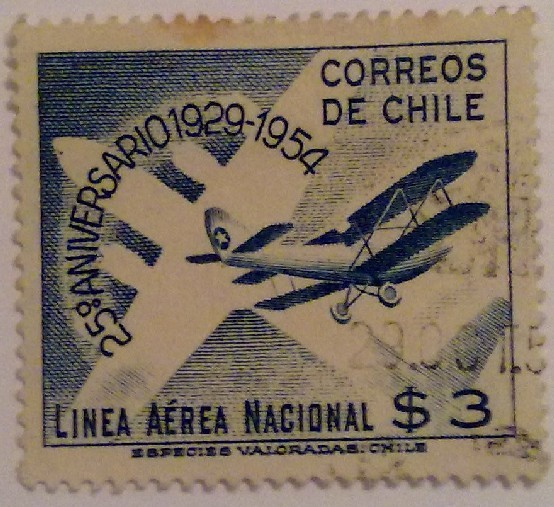 CORREOS
DE CHILE
25º ANIVERSARIO 1929-1954
LINEA AÉREA NACIONAL $3
ESPECIES VALORADAS. CHILE